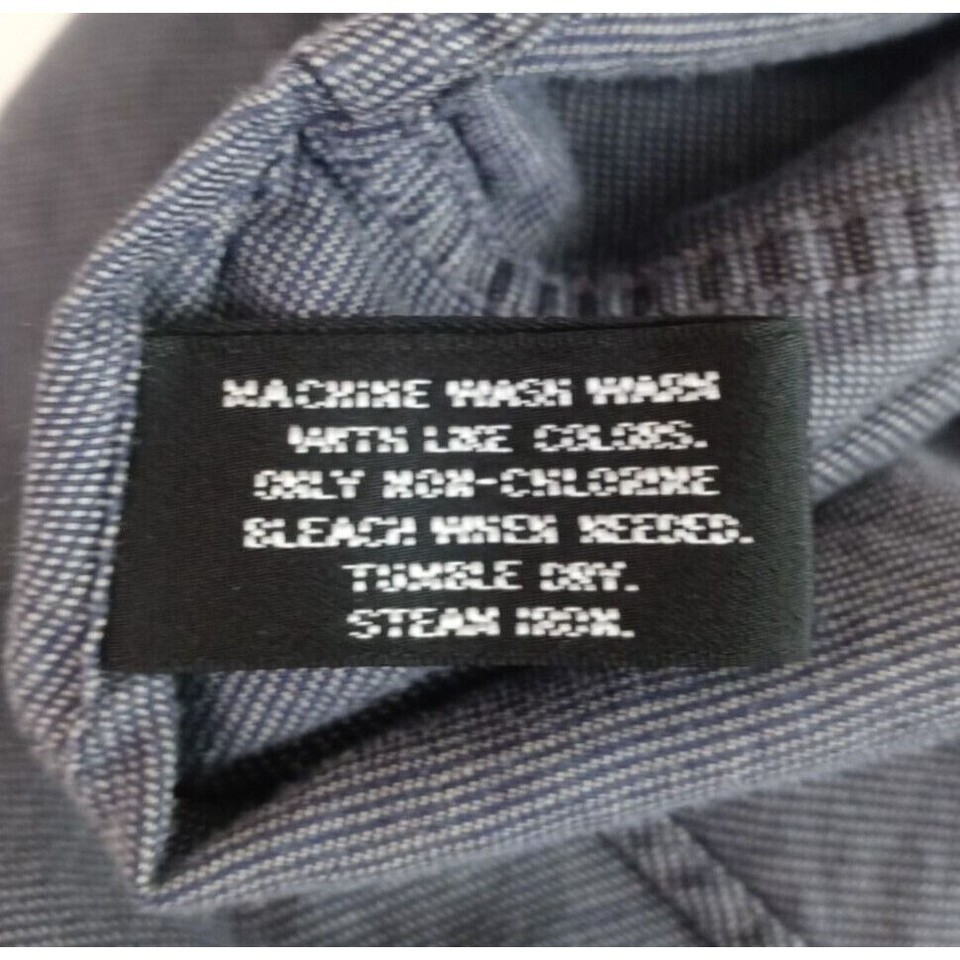 MACHINE WASH WARM
WITH LIKE COLORS.
ONLY NON-CHLORINE
BLEACH WHEN NEEDED.
TUMBLE DRY.
STEAM IRON.